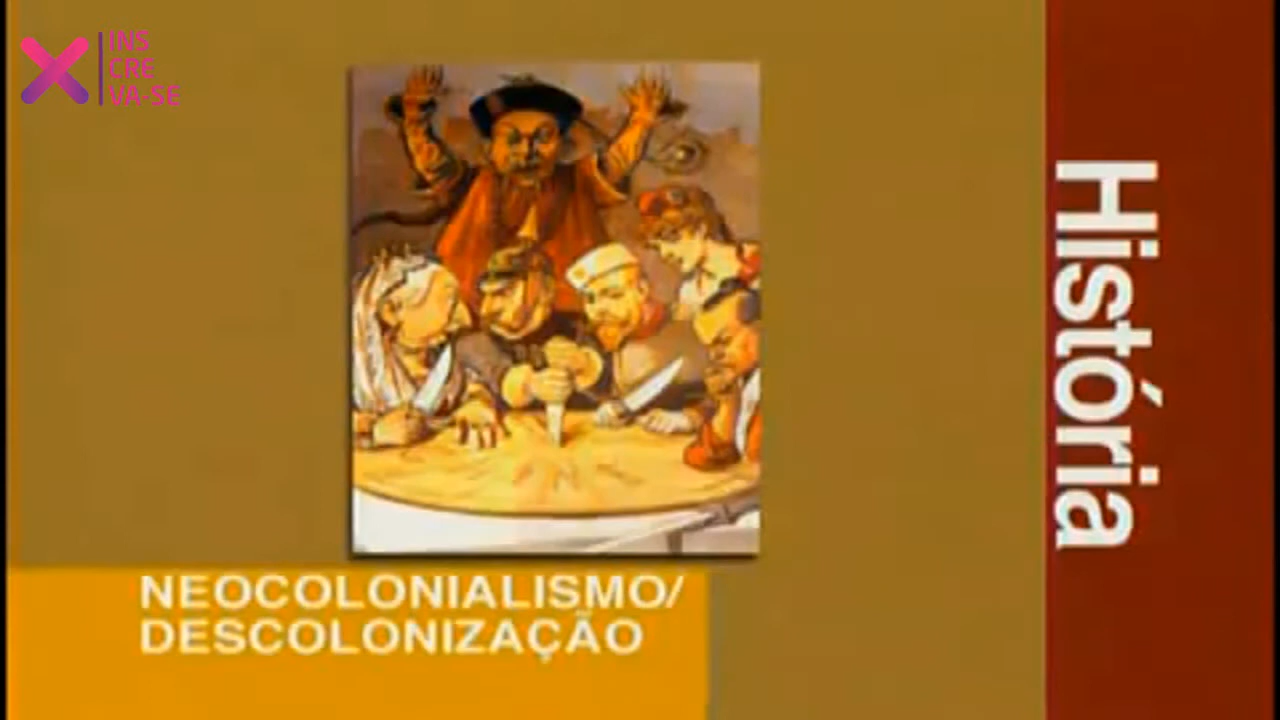 INS
CRE
VA-SE
História
NEOCOLONIALISMO/
DESCOLONIZAÇÃO